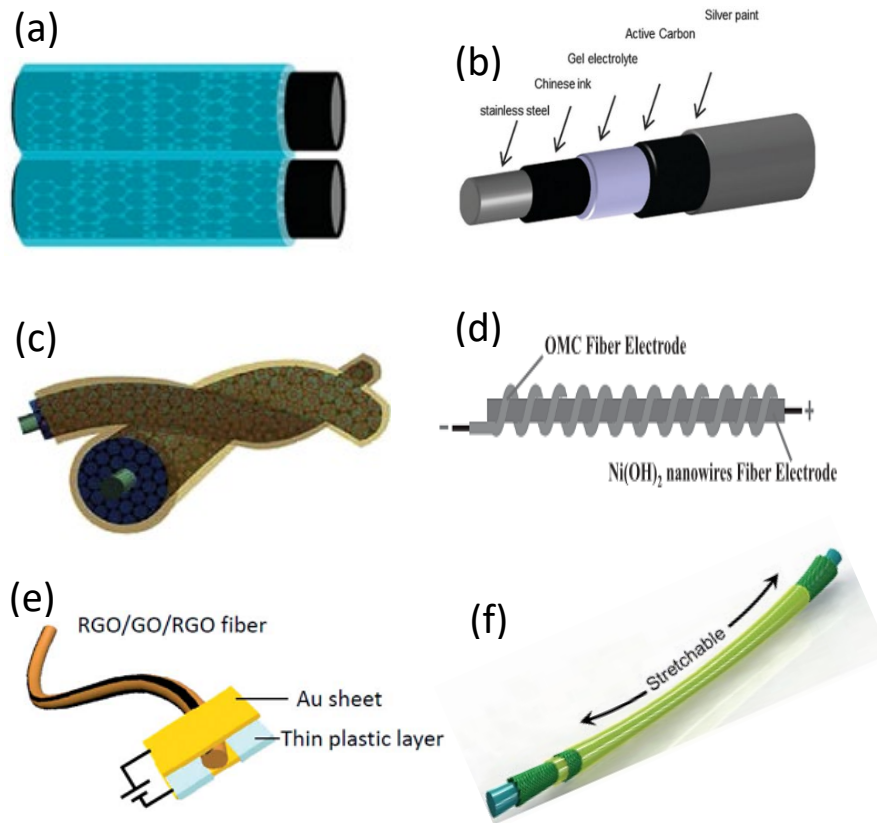 (a)
(b)
Silver paint
Active Carbon
Gel electrolyte
Chinese ink
stainless steel
(c)
(d)
OMC Fiber Electrode
- +
Ni(OH)₂ nanowires Fiber Electrode
(e)
RGO/GO/RGO fiber
Au sheet
Thin plastic layer
(f)
Stretchable